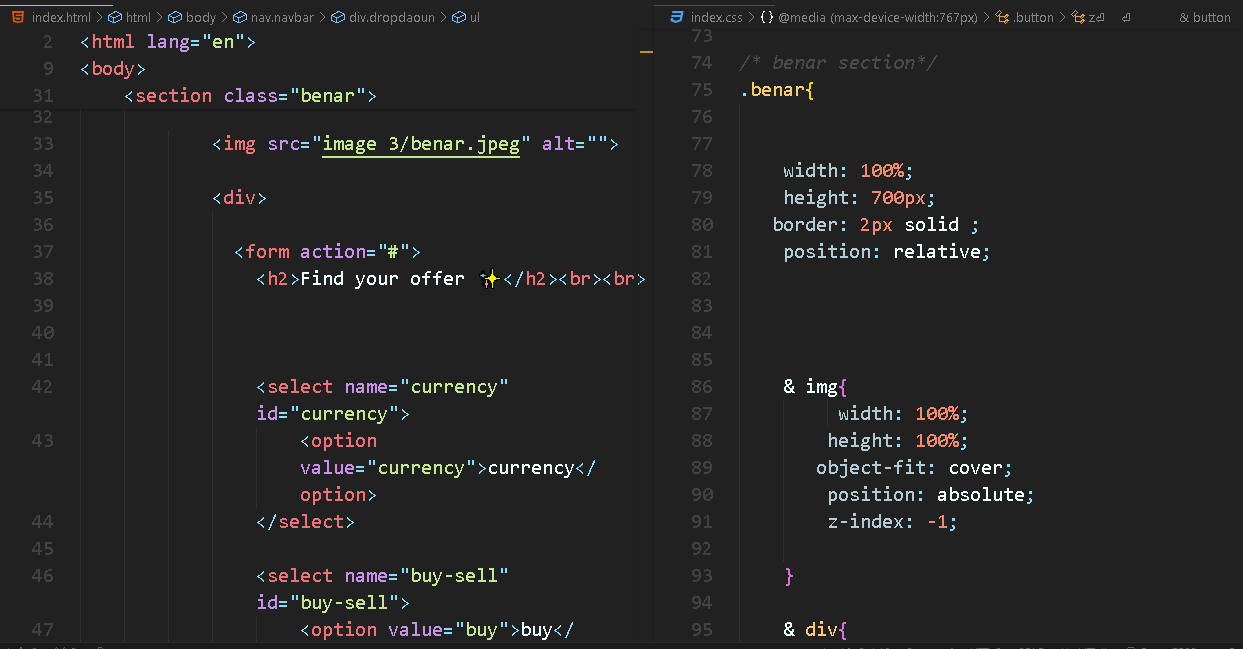 index.html > html > body > nav.navbar > div.dropdaoun > ul
2 <html lang="en">
9 <body>
31 <section class="benar">
32
33 <img src="image 3/benar.jpeg" alt="">
34
35 <div>
36
37 <form action="#">
38 <h2>Find your offer ✨</h2><br><br>
39
40
41
42 <select name="currency"
id="currency">
43 <option
value="currency">currency</
option>
44 </select>
45
46 <select name="buy-sell"
id="buy-sell">
47 <option value="buy">buy</
index.css > {} @media (max-device-width:767px) > .button > z⏎ ⏎ & button
73
74 /* benar section*/
75 .benar{
76
77
78 width: 100%;
79 height: 700px;
80 border: 2px solid ;
81 position: relative;
82
83
84
85
86 & img{
87 width: 100%;
88 height: 100%;
89 object-fit: cover;
90 position: absolute;
91 z-index: -1;
92
93 }
94
95 & div{